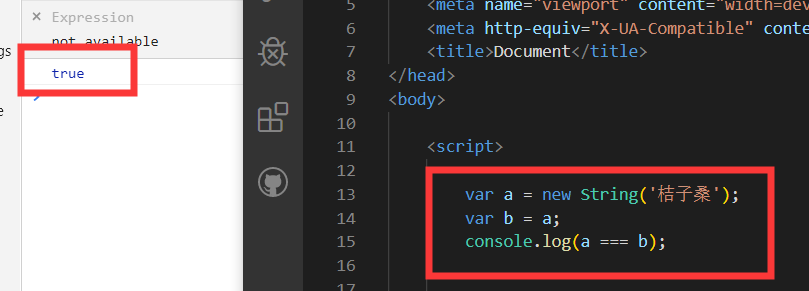 Expression
not available
gs
true
e
5 <meta name="viewport" content="width=dev
6 <meta http-equiv="X-UA-Compatible" conte
7 <title>Document</title>
8 </head>
9 <body>
10
11 <script>
12
13 var a = new String('桔子桑');
14 var b = a;
15 console.log(a === b);
16
17